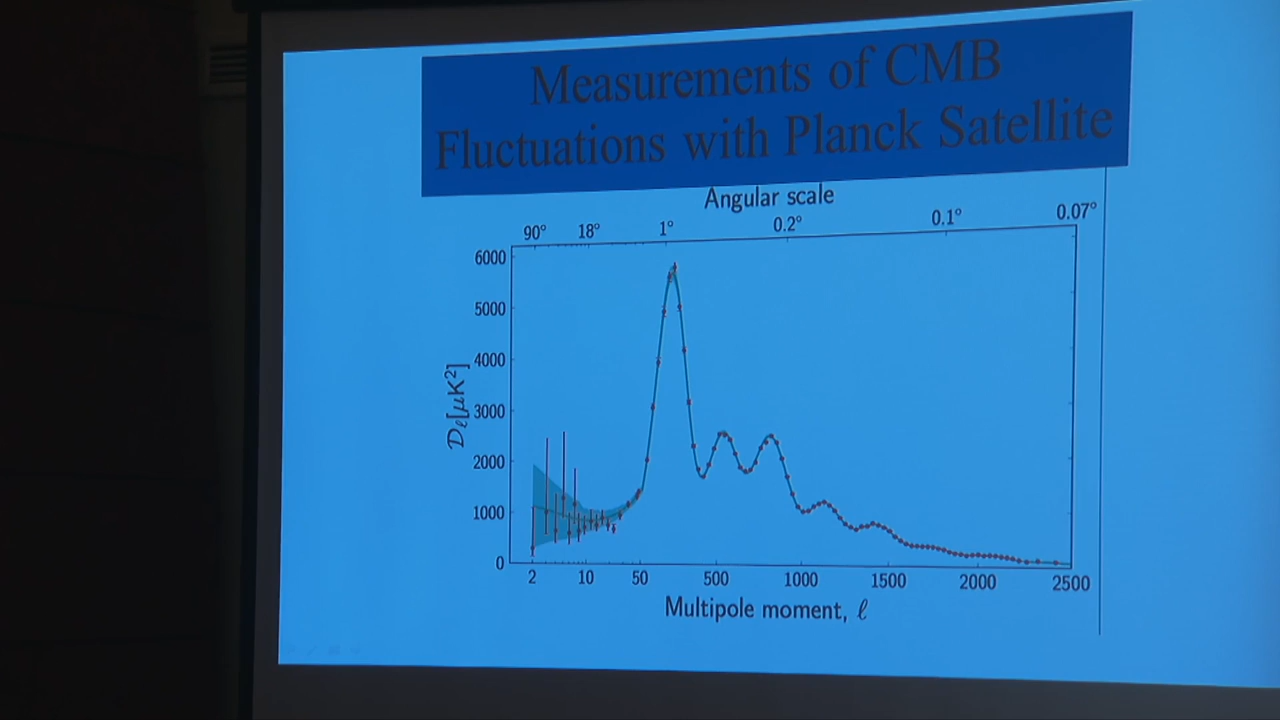 Measurements of CMB
Fluctuations with Planck Satellite
Angular scale
90° 18° 1° 0.2° 0.1° 0.07°
6000
5000
4000
3000
2000
1000
0
𝒟ℓ[μK²]
2 10 50 500 1000 1500 2000 2500
Multipole moment, ℓ